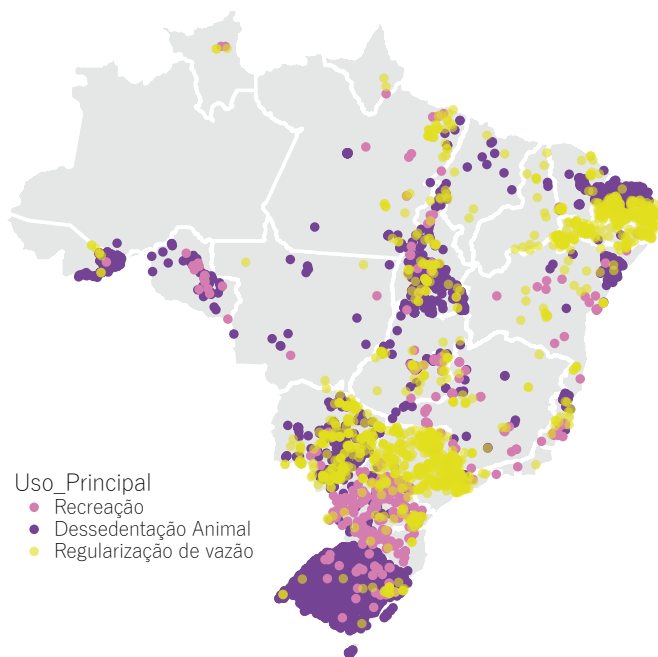 Uso_Principal
Recreação
Dessedentação Animal
Regularização de vazão